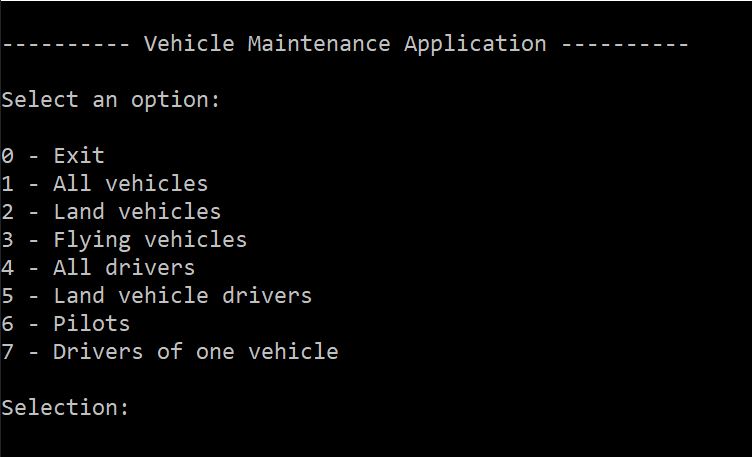 ---------- Vehicle Maintenance Application ----------
Select an option:
0 - Exit
1 - All vehicles
2 - Land vehicles
3 - Flying vehicles
4 - All drivers
5 - Land vehicle drivers
6 - Pilots
7 - Drivers of one vehicle
Selection: